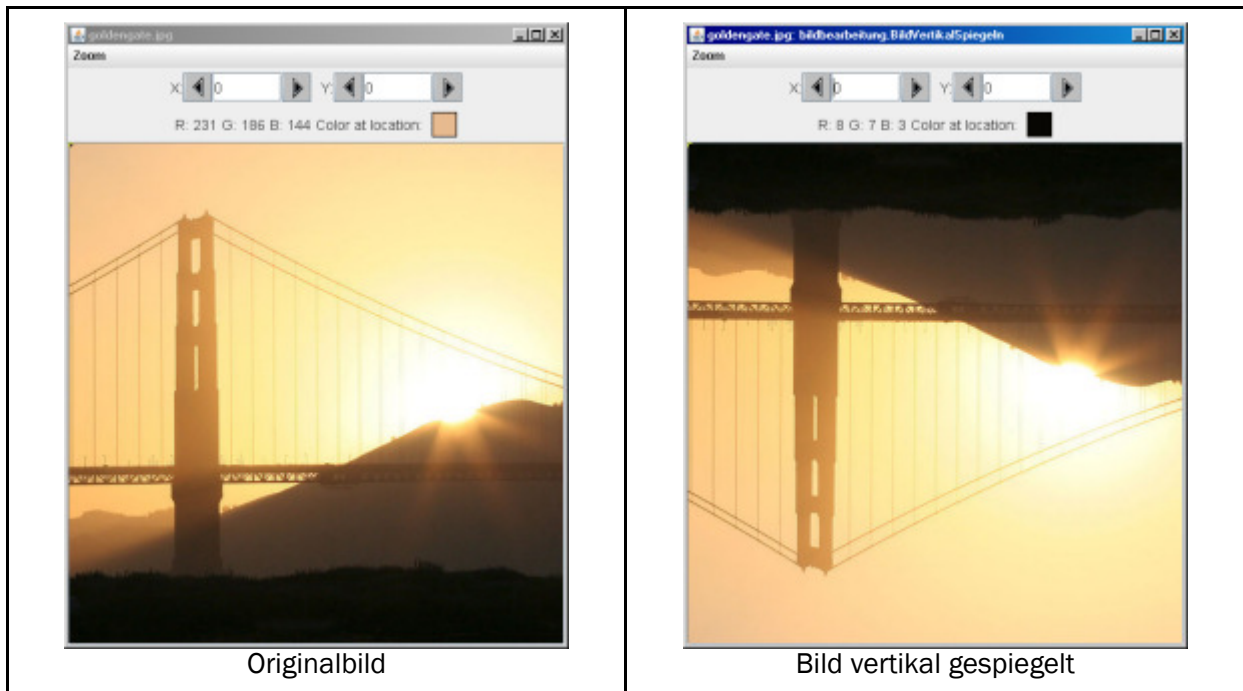 goldengate.jpg
Zoom
X: 0 Y: 0
R: 231 G: 186 B: 144 Color at location:
Originalbild
goldengate.jpg: bildbearbeitung.BildVertikalSpiegeln
Zoom
X: 0 Y: 0
R: 8 G: 7 B: 3 Color at location:
Bild vertikal gespiegelt